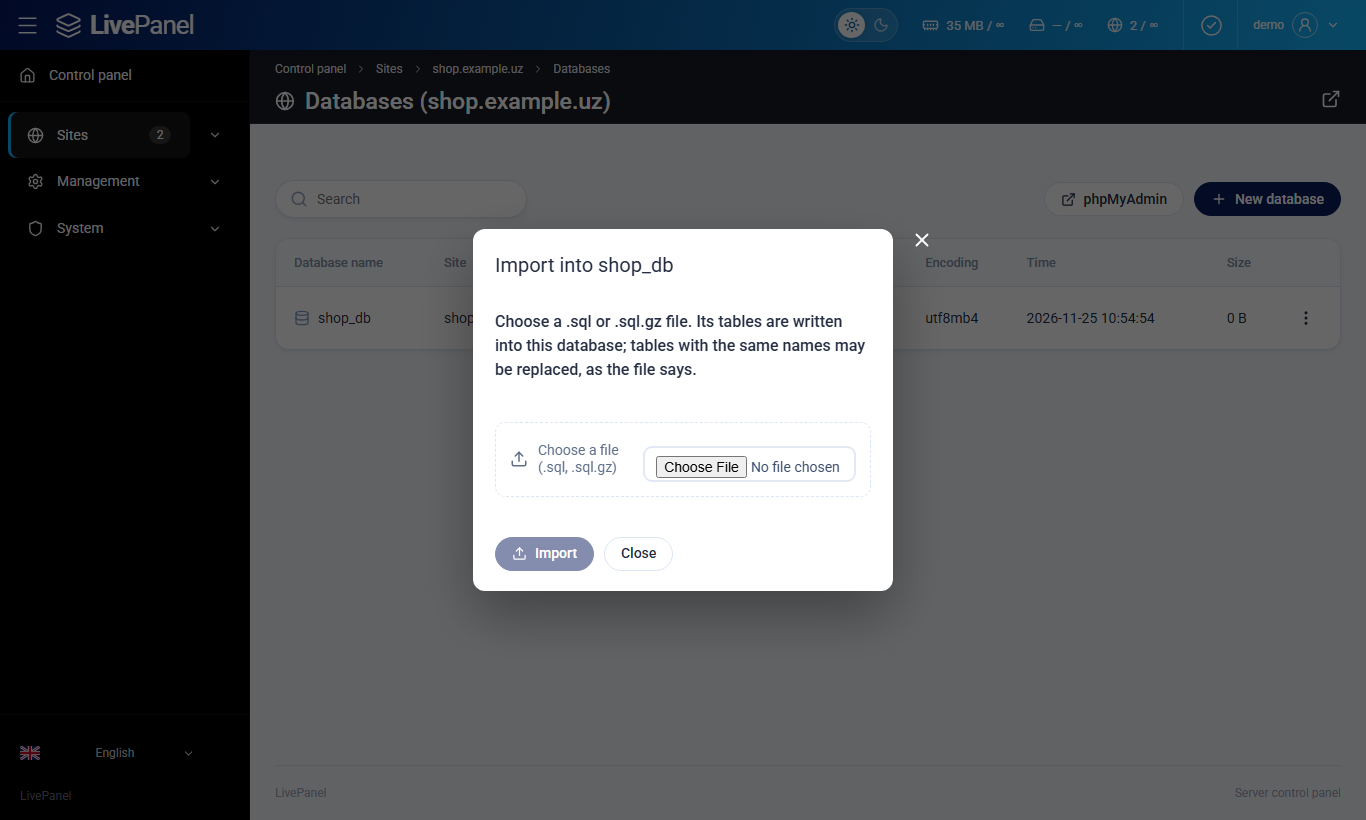 LivePanel
35 MB / ∞
— / ∞
2 / ∞
demo
Control panel
Sites
2
Management
System
Control panel
Sites
shop.example.uz
Databases
Databases (shop.example.uz)
Search
phpMyAdmin
New database
Database name
Site
Encoding
Time
Size
shop_db
shop
utf8mb4
2026-11-25 10:54:54
0 B
Import into shop_db
Choose a .sql or .sql.gz file. Its tables are written
into this database; tables with the same names may
be replaced, as the file says.
Choose a file
(.sql, .sql.gz)
Choose File
No file chosen
Import
Close
English
LivePanel
LivePanel
Server control panel